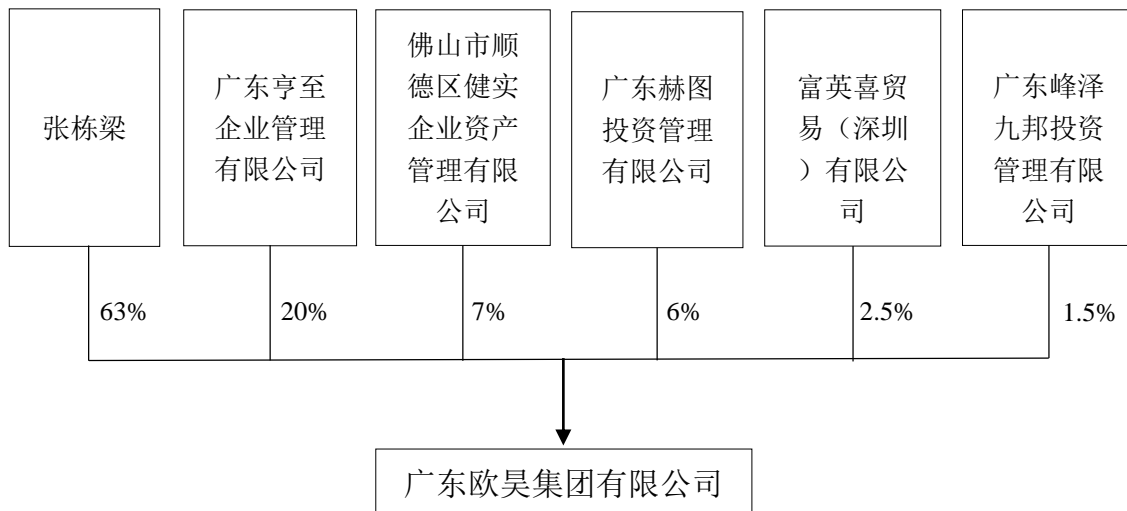 张栋梁
广东亨至
企业管理
有限公司
佛山市顺
德区健实
企业资产
管理有限
公司
广东赫图
投资管理
有限公司
富英喜贸
易（深圳
）有限公
司
广东峰泽
九邦投资
管理有限
公司
63%
20%
7%
6%
2.5%
1.5%
广东欧昊集团有限公司